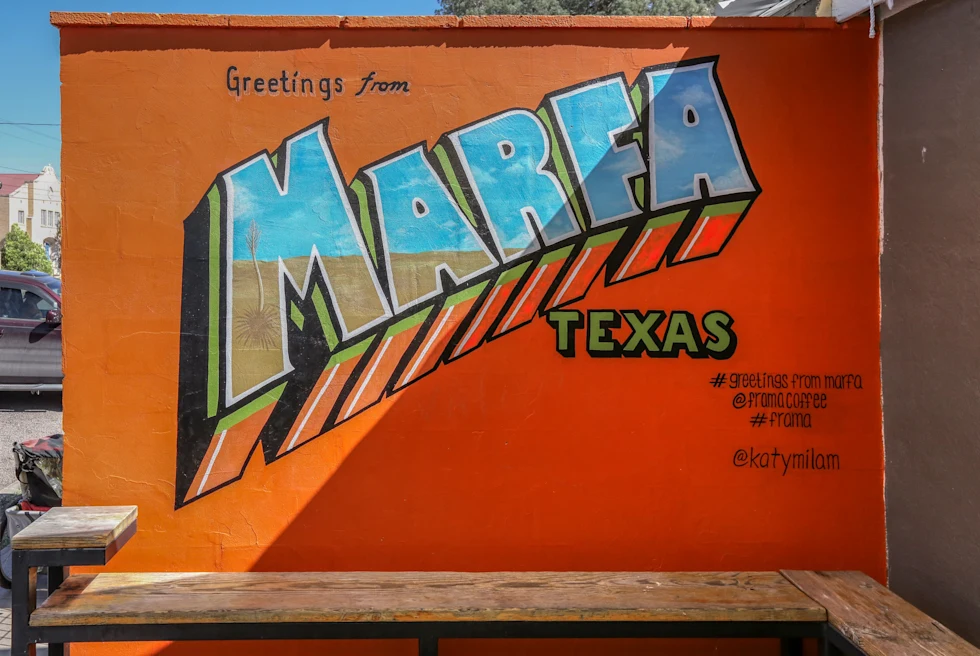 Greetings from
MARFA
TEXAS
# greetings from marfa
@framacoffee
#frama
@katymilam